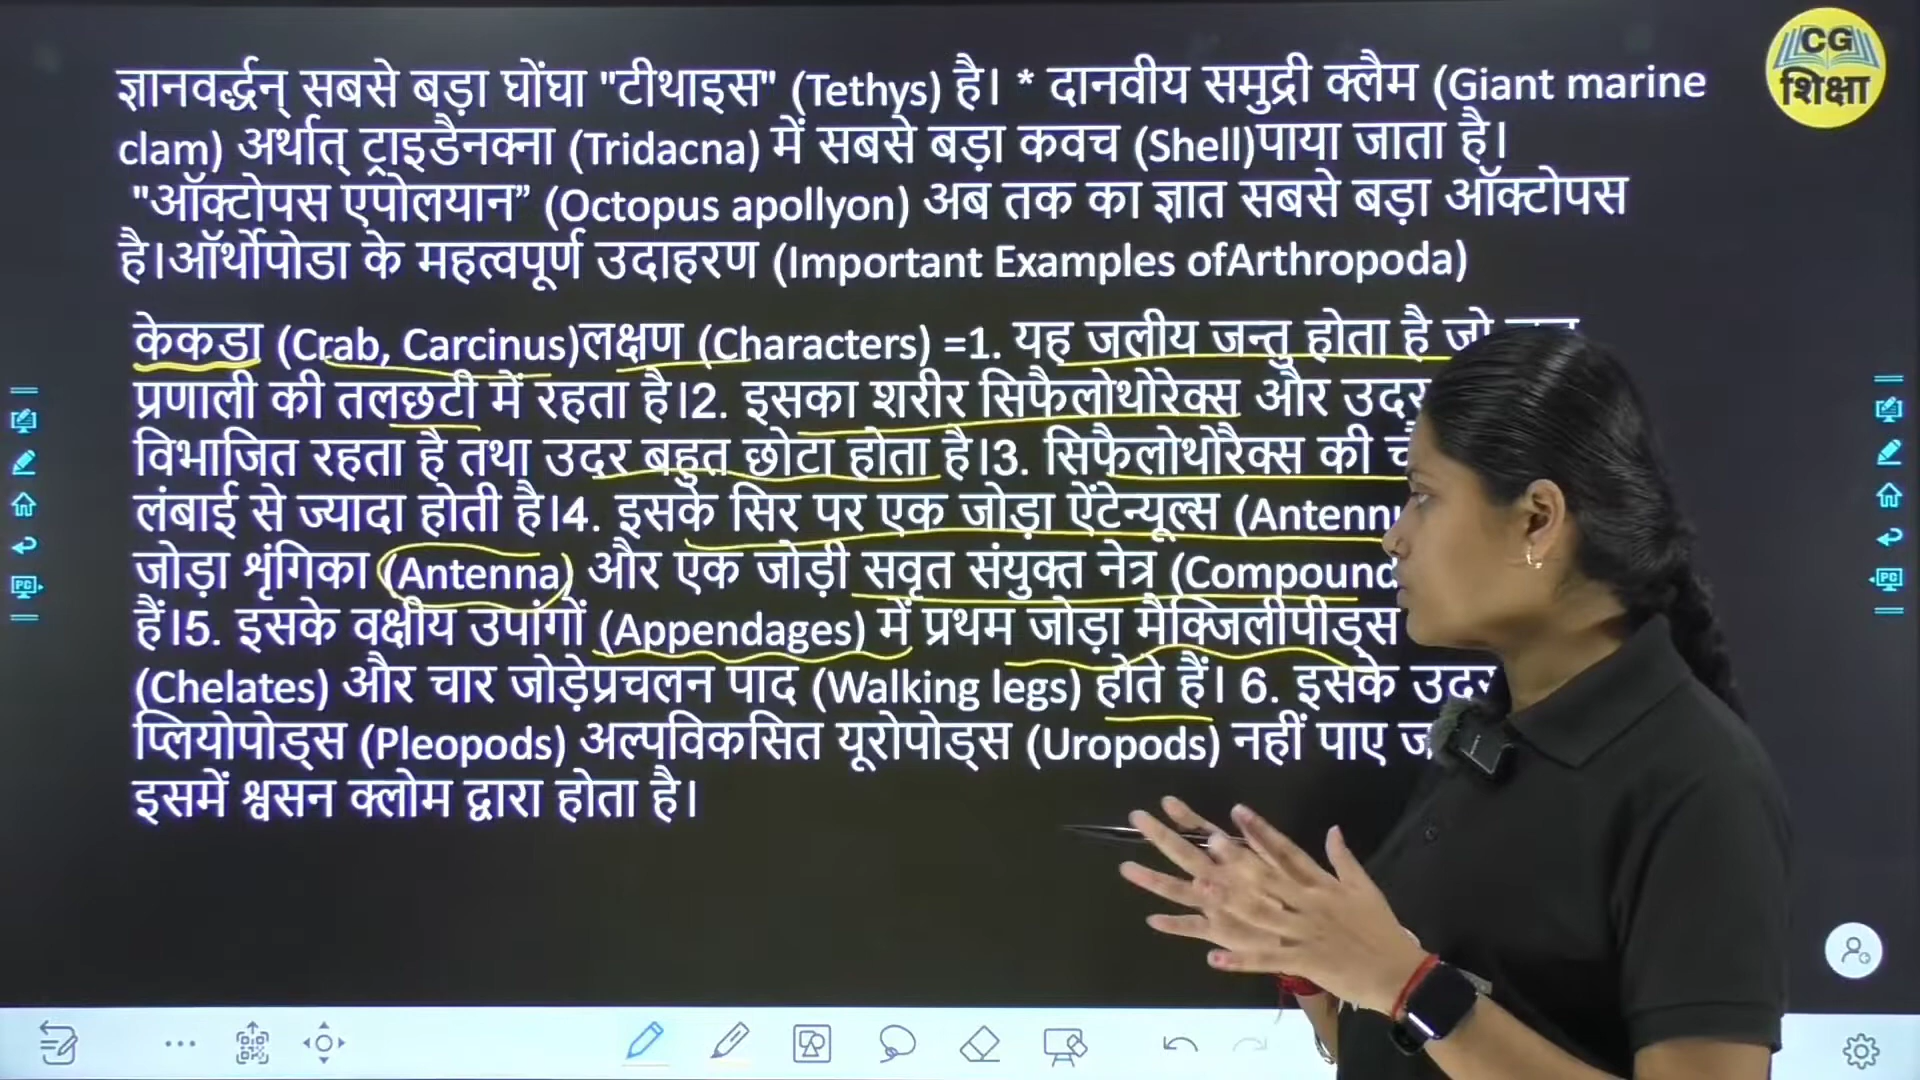 CG
शिक्षा
ज्ञानवर्द्धन् सबसे बड़ा घोंघा "टीथाइस" (Tethys) है। * दानवीय समुद्री क्लैम (Giant marine
clam) अर्थात् ट्राइडैनक्ना (Tridacna) में सबसे बड़ा कवच (Shell)पाया जाता है।
"ऑक्टोपस एपोलयान” (Octopus apollyon) अब तक का ज्ञात सबसे बड़ा ऑक्टोपस
है।ऑर्थोपोडा के महत्वपूर्ण उदाहरण (Important Examples ofArthropoda)
केकडा (Crab, Carcinus)लक्षण (Characters) =1. यह जलीय जन्तु होता है जो
प्रणाली की तलछटी में रहता है।2. इसका शरीर सिफैलोथोरेक्स और उदर
विभाजित रहता है तथा उदर बहुत छोटा होता है।3. सिफैलोथोरैक्स की
लंबाई से ज्यादा होती है।4. इसके सिर पर एक जोड़ा ऐंटेन्यूल्स
जोड़ा श्रृंगिका (Antenna) और एक जोड़ी सवृत संयुक्त नेत्र (Compound
हैं।5. इसके वक्षीय उपांगों (Appendages) में प्रथम जोड़ा मैक्जिलीपीड्स
(Chelates) और चार जोड़ेप्रचलन पाद (Walking legs) होते हैं। 6. इसके उदर
प्लियोपोड्स (Pleopods) अल्पविकसित यूरोपोड्स (Uropods) नहीं पाए
इसमें श्वसन क्लोम द्वारा होता है।
PC
PC